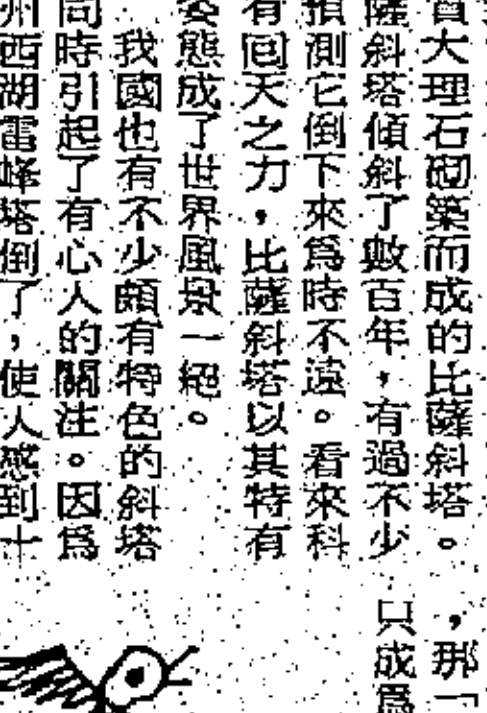 質大理石砌築而成的比薩斜塔。
薩斜塔傾斜了數百年，有過不少
預測它倒下來爲時不遠。看來科
有回天之力，比薩斜塔以其特有
姿態成了世界風景一絕。
我國也有不少頗有特色的斜塔
同時引起了有心人的關注。因爲
州西湖雷峰塔倒了，使人感到十
，那「
只成爲